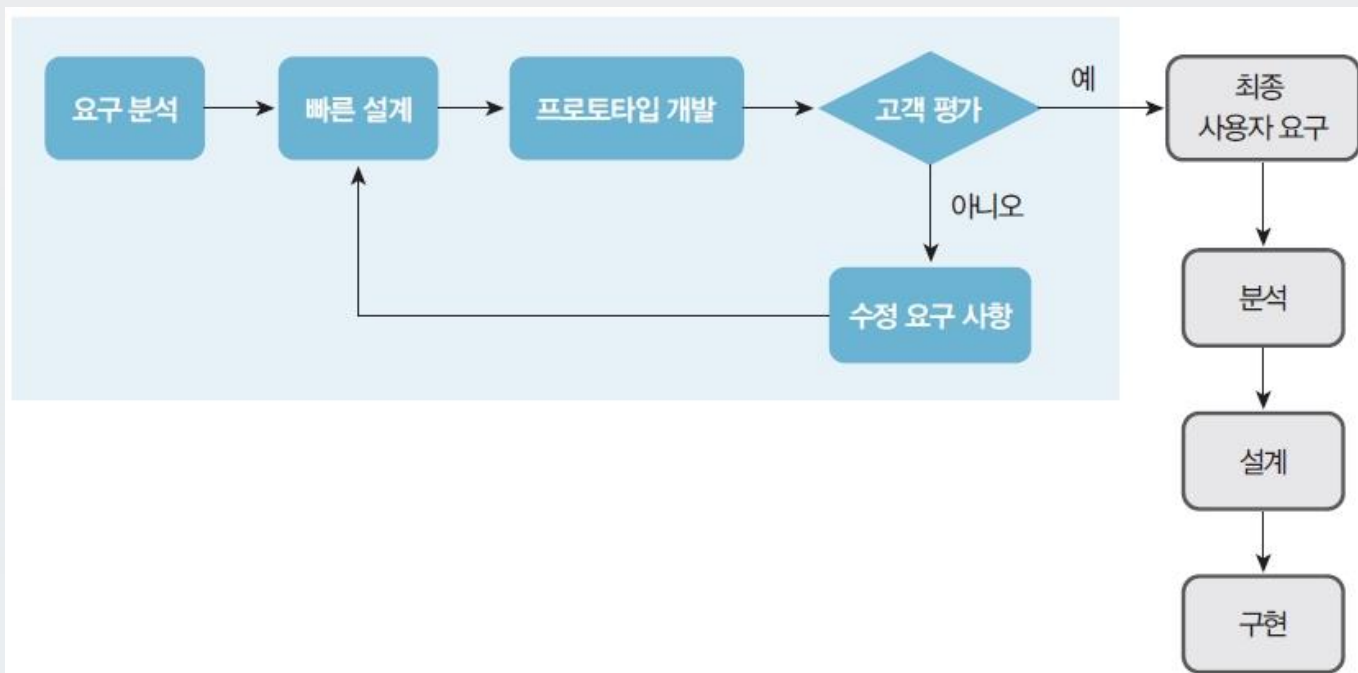 요구 분석
빠른 설계
프로토타입 개발
고객 평가
예
최종
사용자 요구
아니오
수정 요구 사항
분석
설계
구현